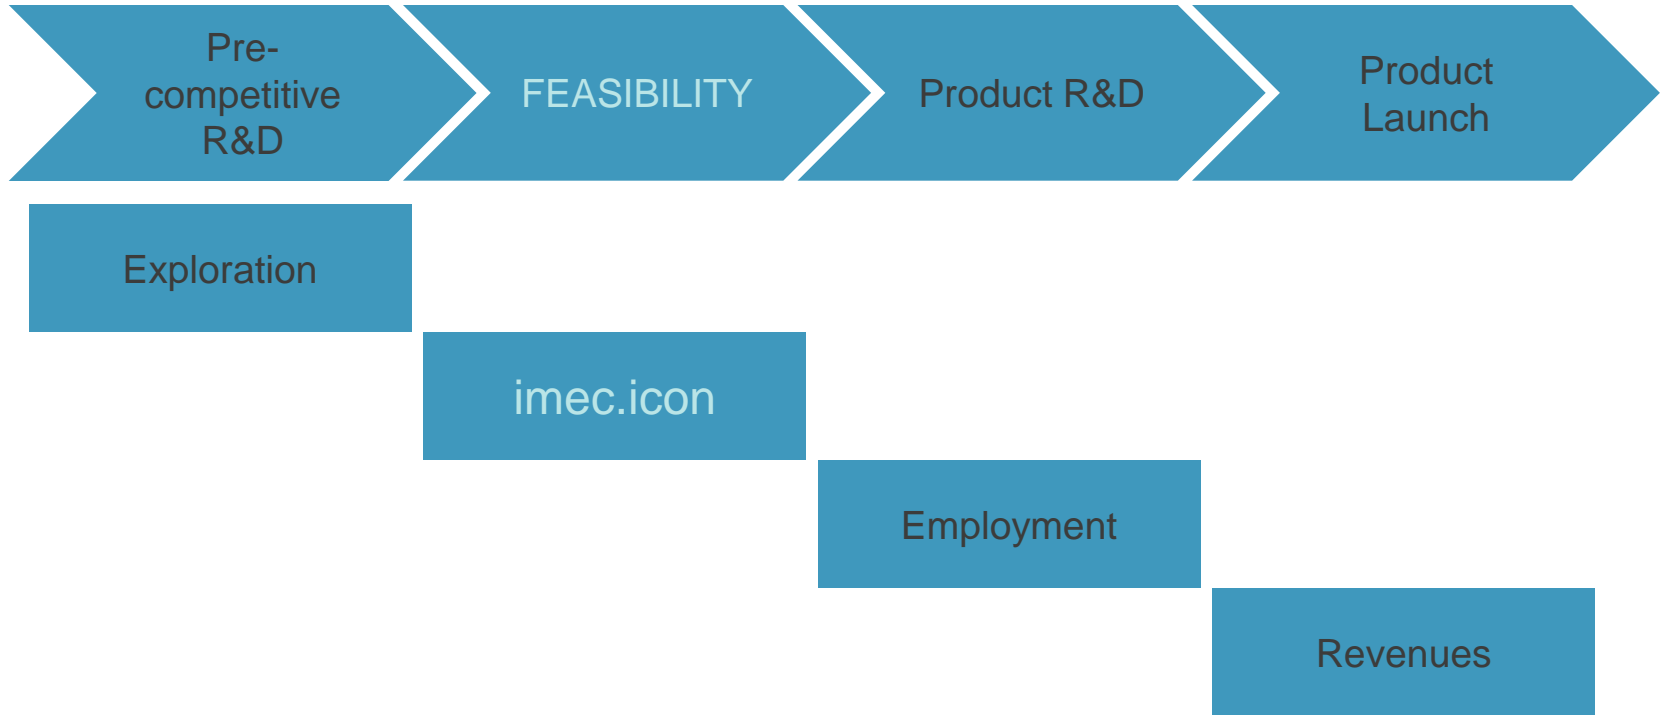 Pre-
competitive
R&D
FEASIBILITY
Product R&D
Product
Launch
Exploration
imec.icon
Employment
Revenues